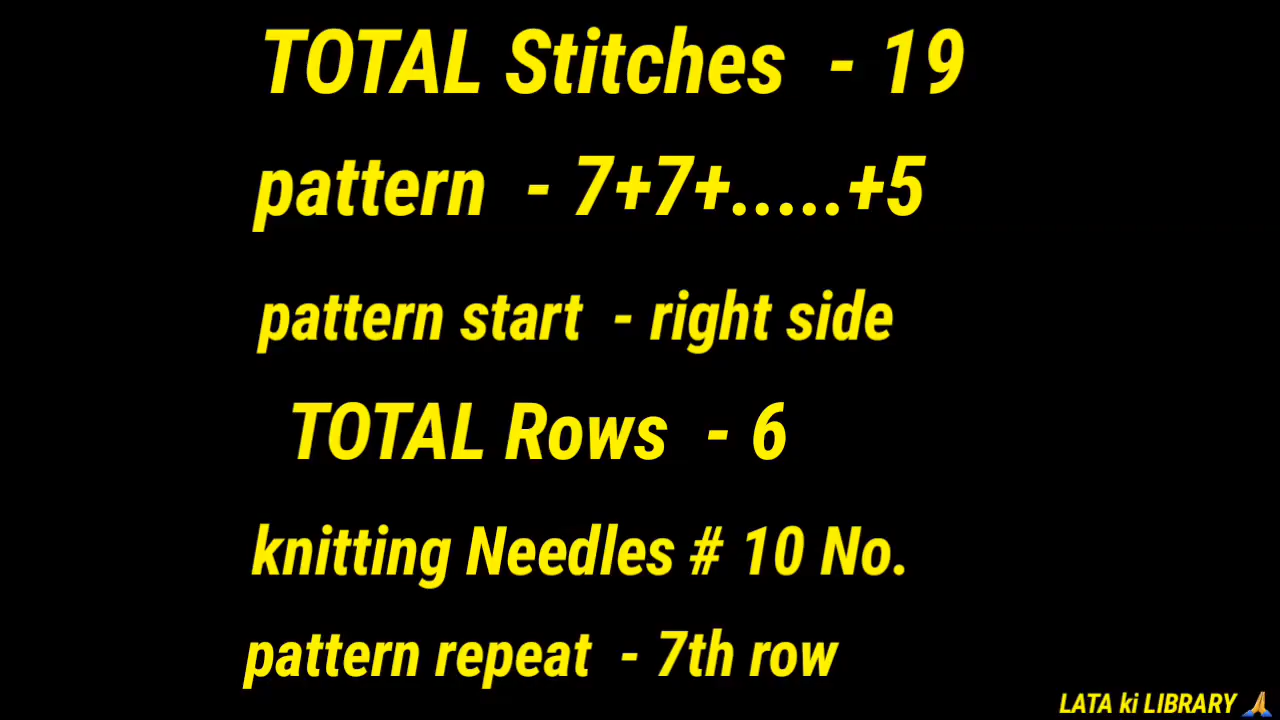 TOTAL Stitches - 19
pattern - 7+7+.....+5
pattern start - right side
TOTAL Rows - 6
knitting Needles # 10 No.
pattern repeat - 7th row
LATA ki LIBRARY 🙏